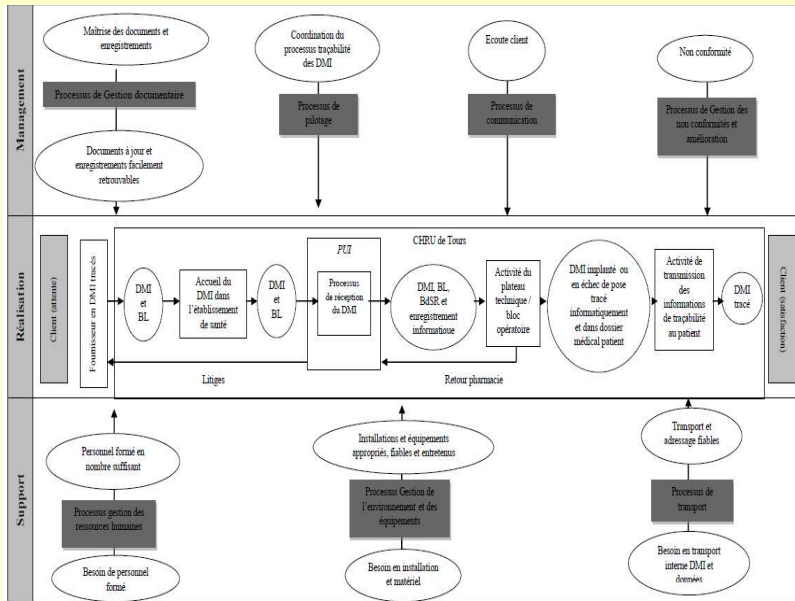 Management
Maîtrise des documents et
enregistrements
Processus de Gestion documentaire
Documents à jour et
enregistrements facilement
retrouvables
Coordination du
processus traçabilité
des DMI
Processus de
pilotage
Ecoute client
Processus de
communication
Non conformité
Processus de Gestion des
non conformités et
amélioration
Réalisation
Client (attente)
Fournisseur en DMI tracés
CHRU de Tours
DMI
et
BL
Accueil du
DMI dans
l'établissement
de santé
DMI
et
BL
PUI
Processus
de réception
du DMI
DMI, BL,
BdSR et
enregistrement
informatique
Activité du
plateau
technique /
bloc
opératoire
DMI implanté ou
en échec de pose
tracé
informatiquement
et dans dossier
médical patient
Activité de
transmission
des
informations
de traçabilité
au patient
DMI
tracé
Client (satisfaction)
Litiges
Retour pharmacie
Support
Personnel formé en
nombre suffisant
Processus gestion des
ressources humaines
Besoin de personnel
formé
Installations et équipements
appropriés, fiables et entretenus
Processus Gestion de
l'environnement et des
équipements
Besoin en installation
et matériel
Transport et
adressage fiables
Processus de
transport
Besoin en transport
interne DMI et
données